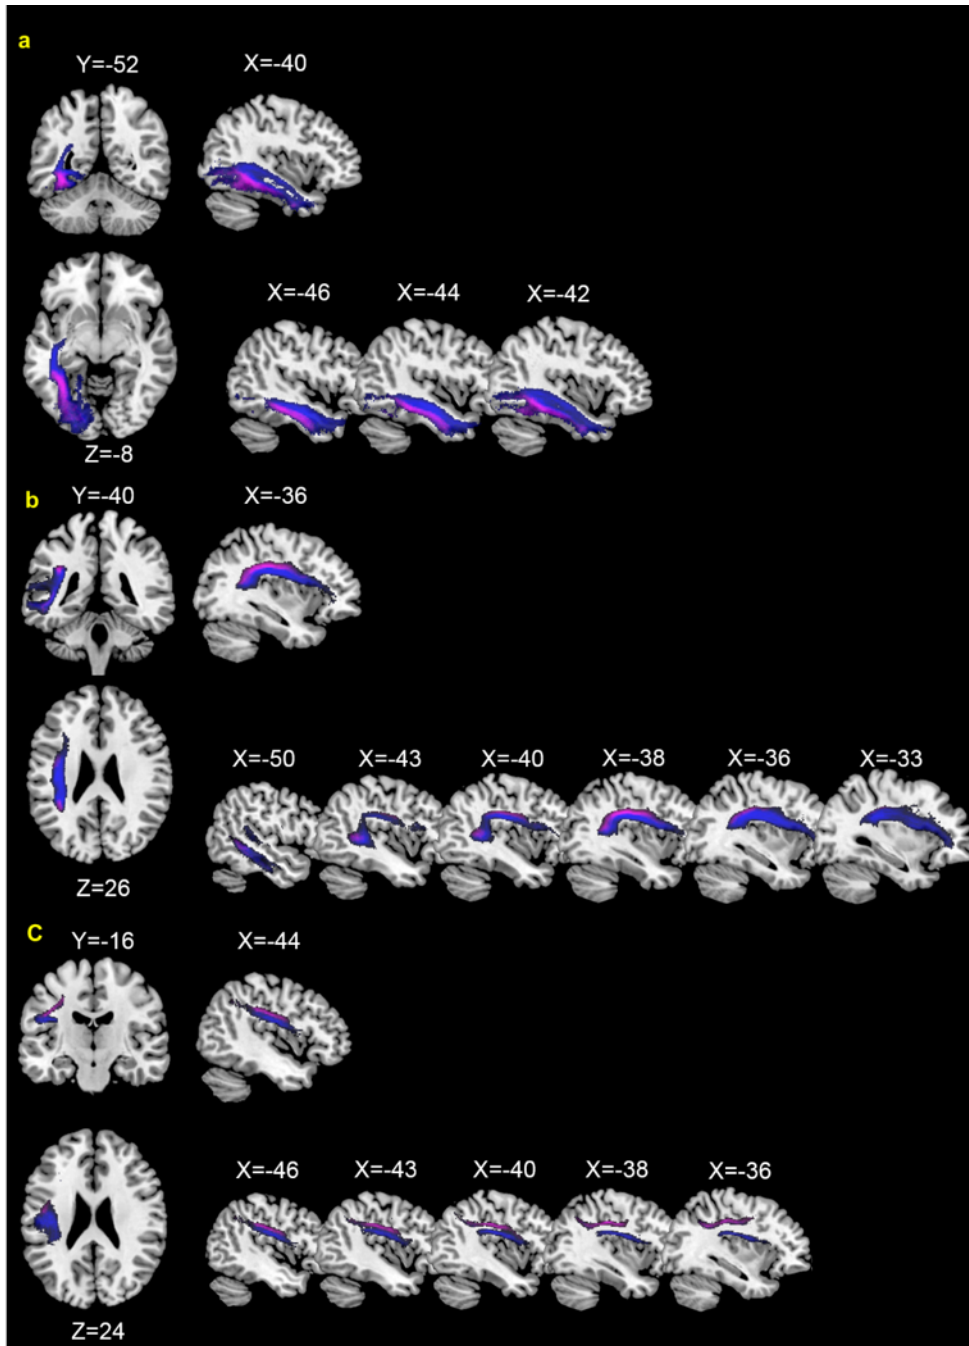 a
Y=-52 X=-40
X=-46 X=-44 X=-42
Z=-8
b
Y=-40 X=-36
X=-50 X=-43 X=-40 X=-38 X=-36 X=-33
Z=26
C
Y=-16 X=-44
X=-46 X=-43 X=-40 X=-38 X=-36
Z=24